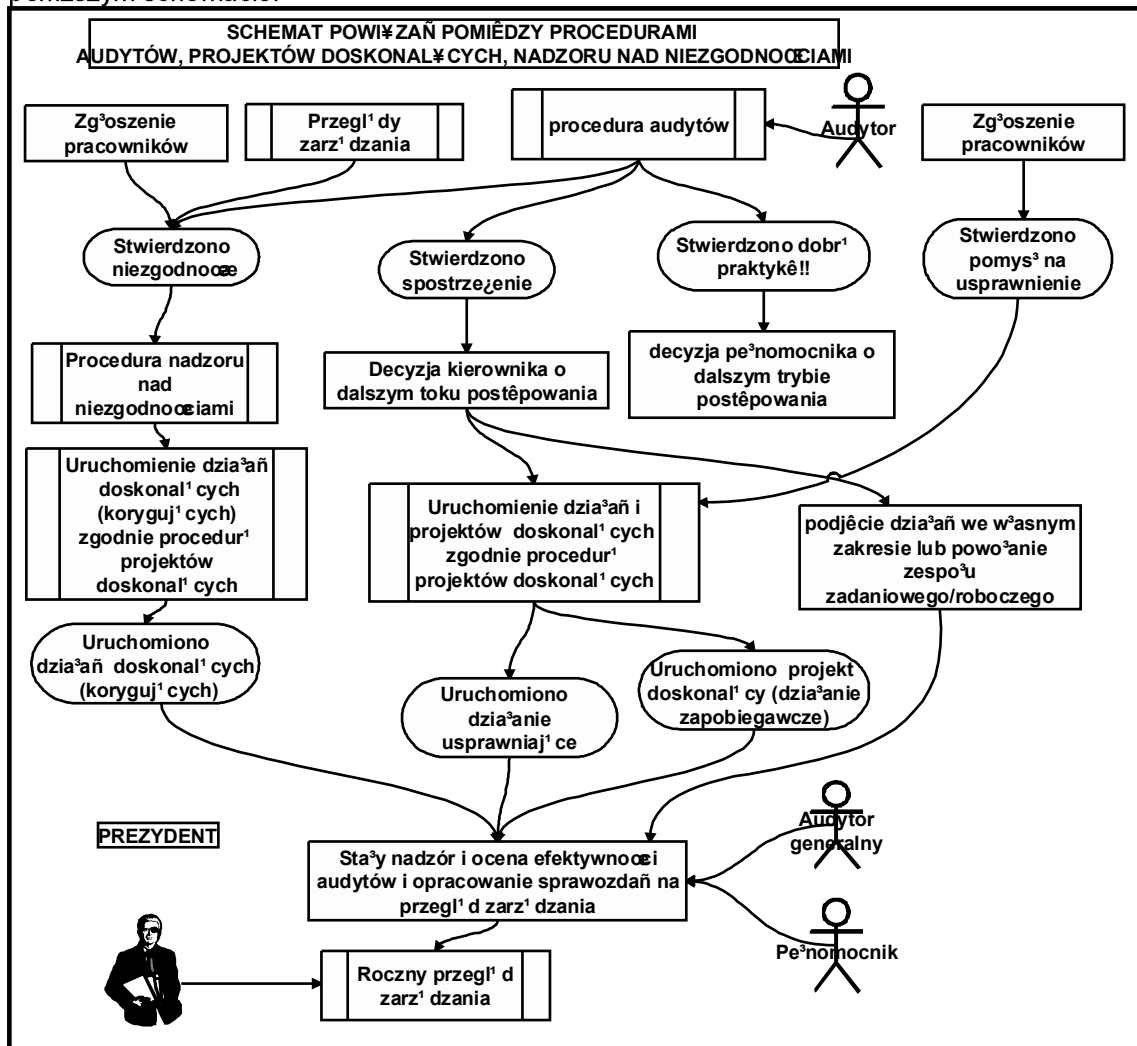 SCHEMAT POWI¥ZAÑ POMIÊDZY PROCEDURAMI
AUDYTÓW, PROJEKTÓW DOSKONAL¥CYCH, NADZORU NAD NIEZGODNOŒCIAMI
Zg³oszenie
pracowników
Przegl¹dy
zarz¹dzania
procedura audytów
Audytor
Zg³oszenie
pracowników
Stwierdzono
niezgodnoœæ
Stwierdzono
spostrze¿enie
Stwierdzono dobr¹
praktykê!!
Stwierdzono
pomys³ na
usprawnienie
Procedura nadzoru
nad
niezgodnoœciami
Decyzja kierownika o
dalszym toku postêpowania
decyzja pe³nomocnika o
dalszym trybie
postêpowania
Uruchomienie dzia³añ
doskonal¹cych
(koryguj¹cych)
zgodnie procedur¹
projektów
doskonal¹cych
Uruchomienie dzia³añ i
projektów doskonal¹cych
zgodnie procedur¹
projektów doskonal¹cych
podjêcie dzia³añ we w³asnym
zakresie lub powo³anie
zespo³u
zadaniowego/roboczego
Uruchomiono
dzia³añ doskonal¹cych
(koryguj¹cych)
Uruchomiono
dzia³anie
usprawniaj¹ce
Uruchomiono projekt
doskonal¹cy (dzia³anie
zapobiegawcze)
PREZYDENT
Sta³y nadzór i ocena efektywnoœci
audytów i opracowanie sprawozdañ na
przegl¹d zarz¹dzania
Audytor
generalny
Pe³nomocnik
Roczny przegl¹d
zarz¹dzania